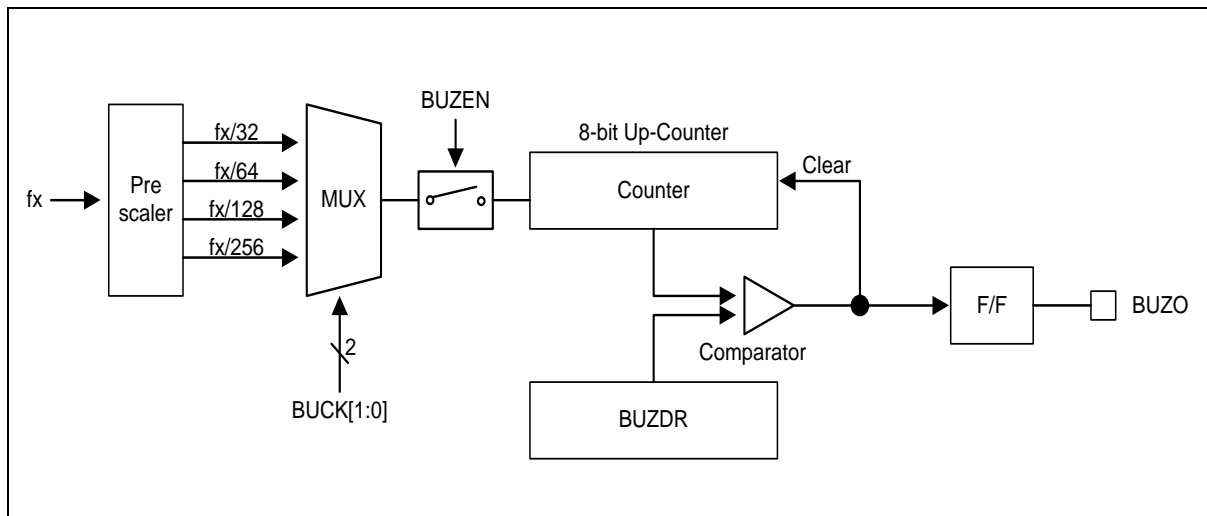 BUZEN
8-bit Up-Counter
fx/32
fx/64
fx/128
fx/256
fx
Pre
scaler
MUX
Counter
Clear
F/F
BUZO
Comparator
2
BUCK[1:0]
BUZDR